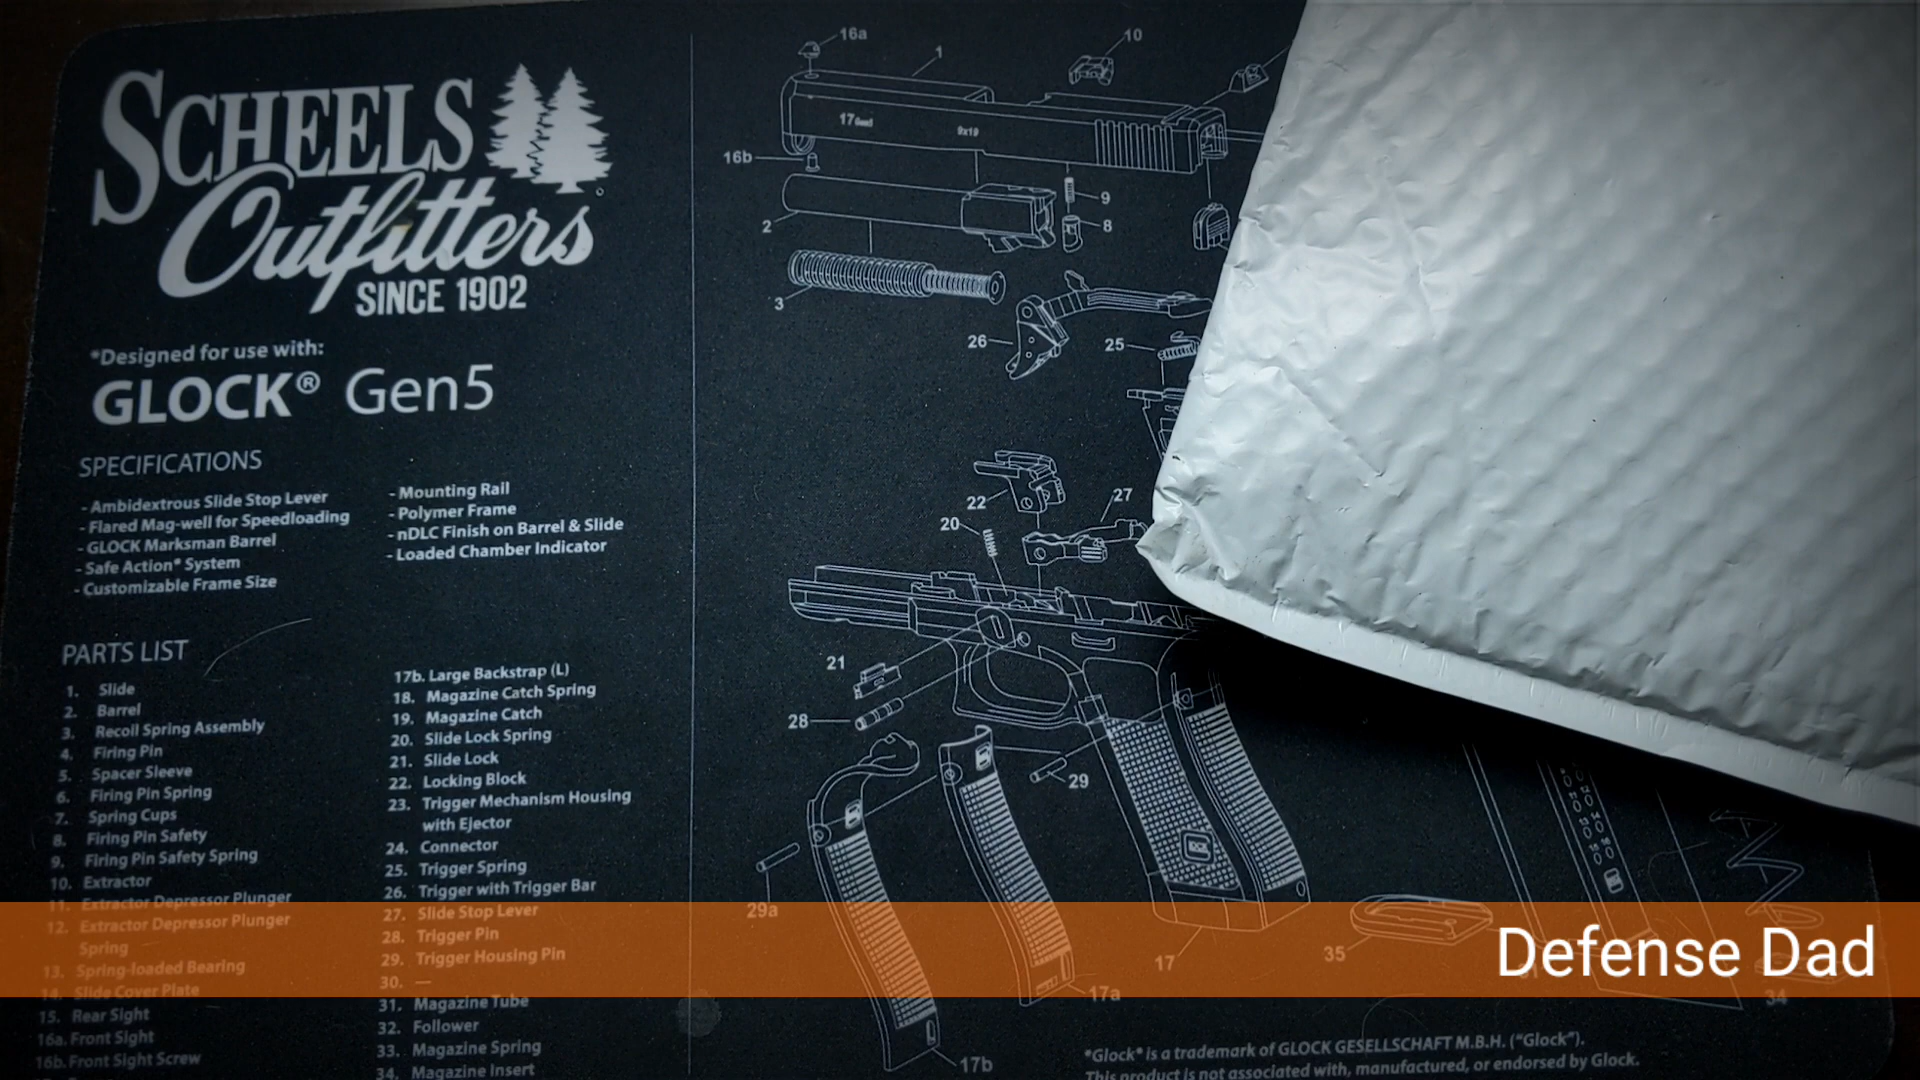 SCHEELS
Outfitters
SINCE 1902
*Designed for use with:
GLOCK® Gen5
SPECIFICATIONS
- Ambidextrous Slide Stop Lever
- Flared Mag-well for Speedloading
- GLOCK Marksman Barrel
- Safe Action® System
- Customizable Frame Size
- Mounting Rail
- Polymer Frame
- nDLC Finish on Barrel & Slide
- Loaded Chamber Indicator
PARTS LIST
1. Slide
2. Barrel
3. Recoil Spring Assembly
4. Firing Pin
5. Spacer Sleeve
6. Firing Pin Spring
7. Spring Cups
8. Firing Pin Safety
9. Firing Pin Safety Spring
10. Extractor
11. Extractor Depressor Plunger
12. Extractor Depressor Plunger
Spring
13. Spring-loaded Bearing
14. Slide Cover Plate
15. Rear Sight
16a. Front Sight
16b. Front Sight Screw
17b. Large Backstrap (L)
18. Magazine Catch Spring
19. Magazine Catch
20. Slide Lock Spring
21. Slide Lock
22. Locking Block
23. Trigger Mechanism Housing
with Ejector
24. Connector
25. Trigger Spring
26. Trigger with Trigger Bar
27. Slide Stop Lever
28. Trigger Pin
29. Trigger Housing Pin
30. —
31. Magazine Tube
32. Follower
33. Magazine Spring
34. Magazine Insert
16a
1
10
17 Gen5
9x19
16b
9
2
8
3
26
25
22
27
20
21
28
29
29a
17
35
17a
34
17b
Defense Dad
"Glock" is a trademark of GLOCK GESELLSCHAFT M.B.H. ("Glock").
This product is not associated with, manufactured, or endorsed by Glock.